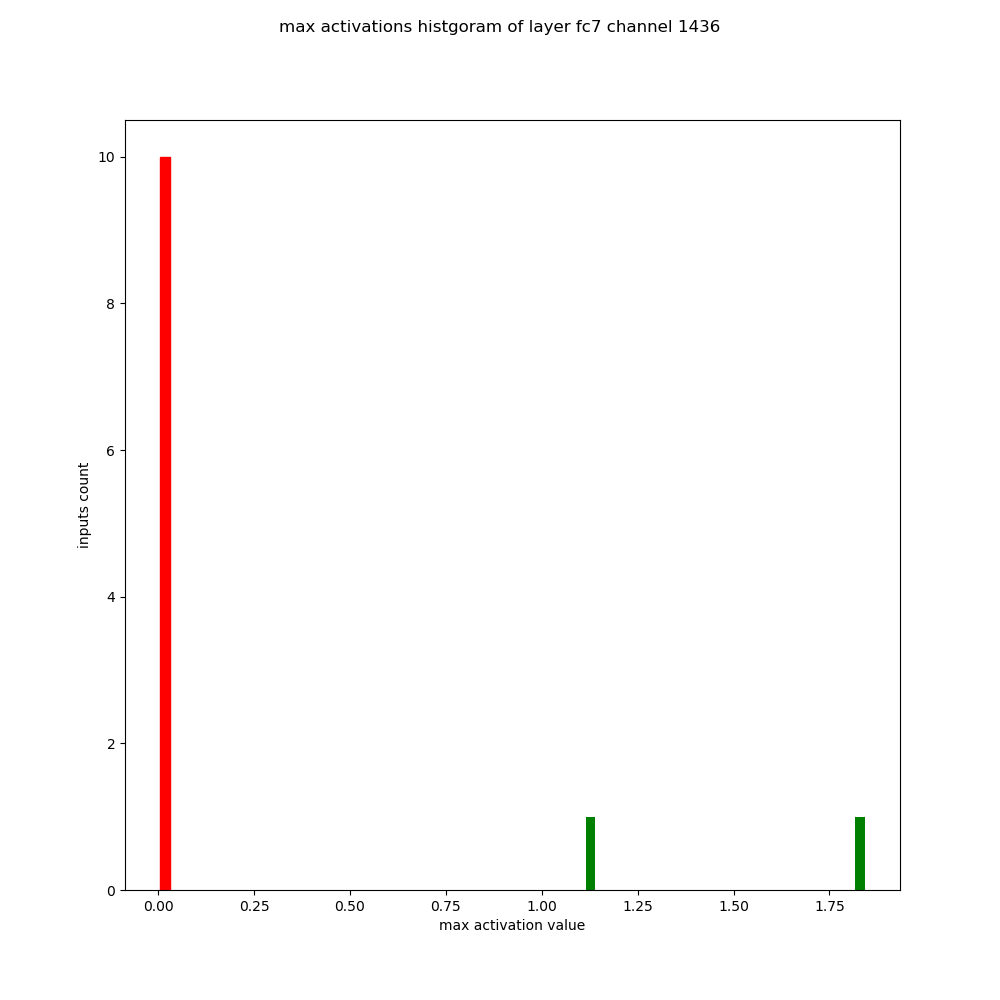 max activations histgoram of layer fc7 channel 1436
10
8
6
4
2
0
inputs count
0.00 0.25 0.50 0.75 1.00 1.25 1.50 1.75
max activation value